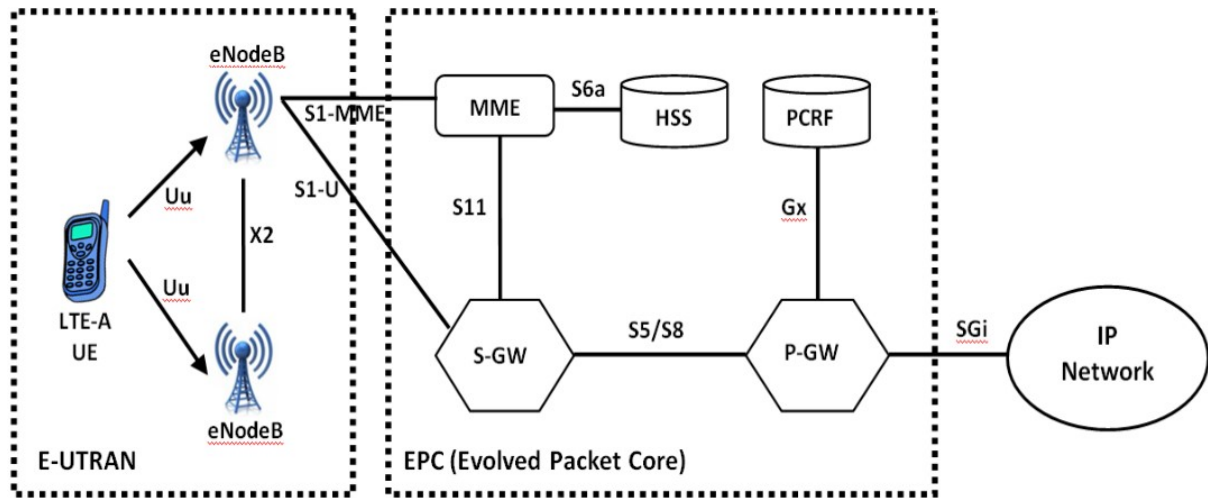 eNodeB
S1-MME
S1-U
Uu
X2
Uu
LTE-A
UE
eNodeB
E-UTRAN
MME
S6a
HSS
PCRF
S11
Gx
S-GW
S5/S8
P-GW
SGi
IP
Network
EPC (Evolved Packet Core)